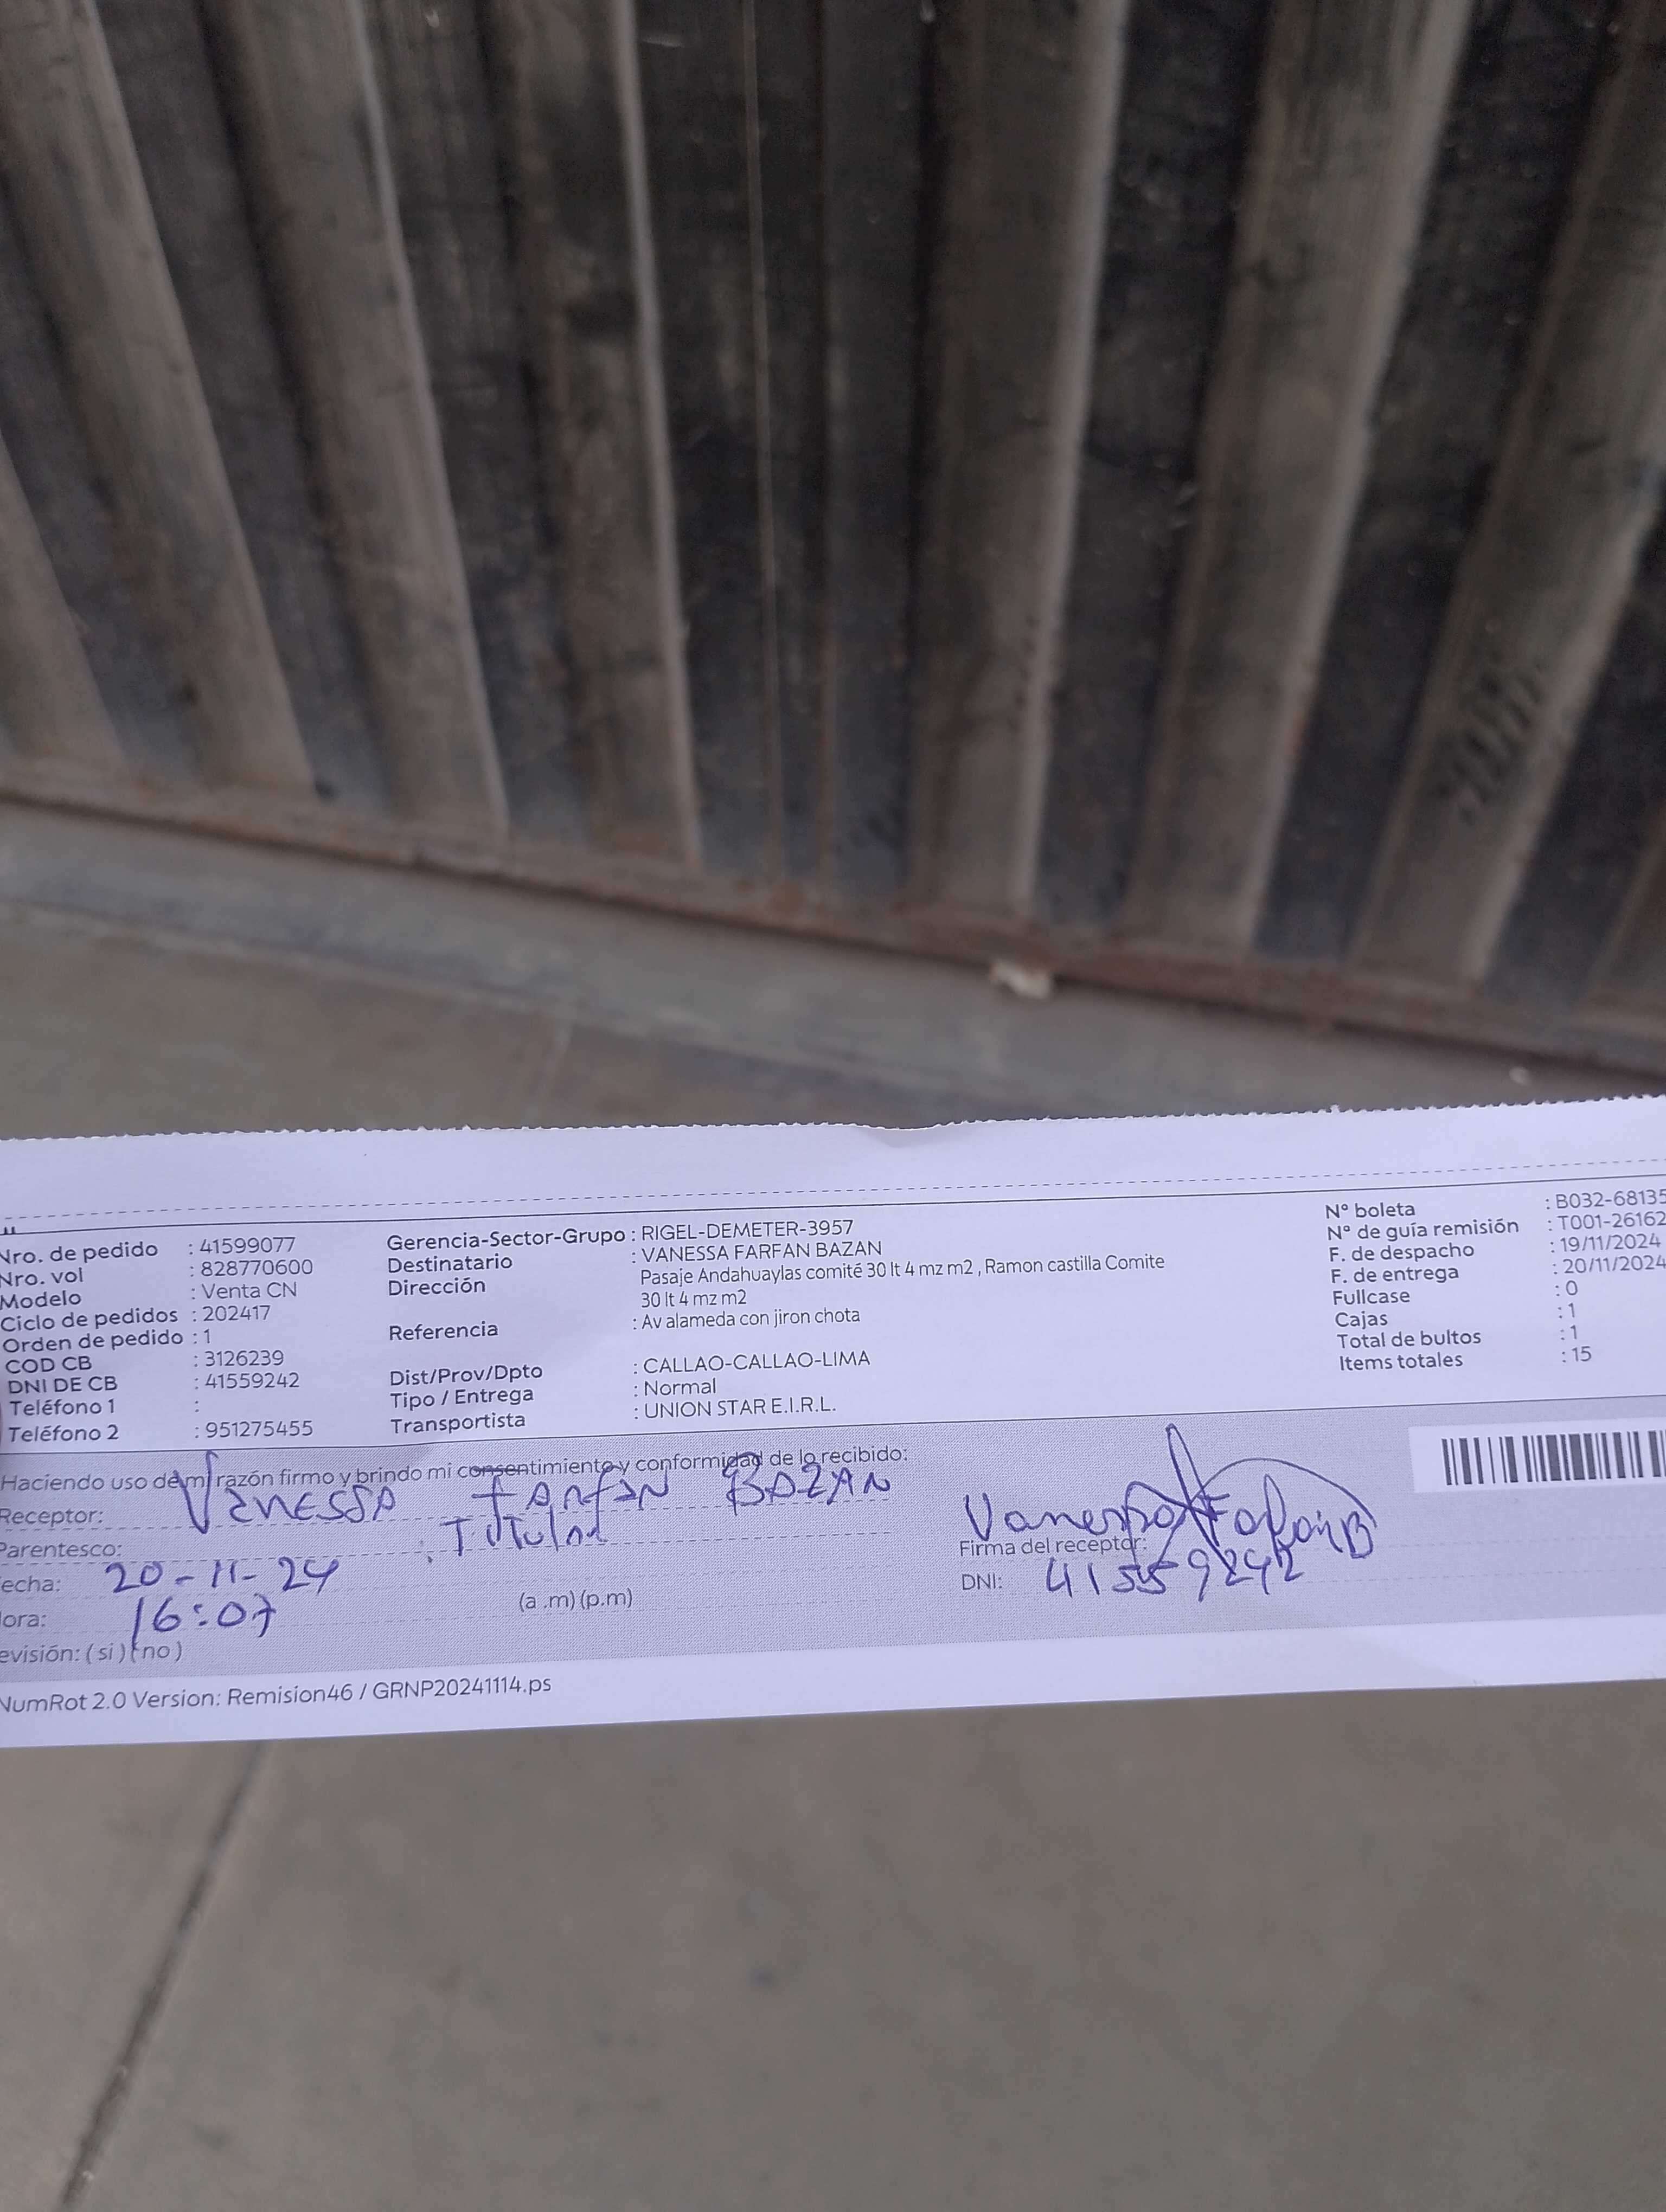 Nro. de pedido : 41599077
Nro. vol : 828770600
Modelo : Venta CN
Ciclo de pedidos : 202417
Orden de pedido : 1
COD CB : 3126239
DNI DE CB : 41559242
Teléfono 1 :
Teléfono 2 : 951275455
Gerencia-Sector-Grupo : RIGEL-DEMETER-3957
Destinatario : VANESSA FARFAN BAZAN
Dirección Pasaje Andahuaylas comité 30 lt 4 mz m2 , Ramon castilla Comite
30 lt 4 mz m2
Referencia : Av alameda con jiron chota
Dist/Prov/Dpto : CALLAO-CALLAO-LIMA
Tipo / Entrega : Normal
Transportista : UNION STAR E.I.R.L.
Nº boleta : B032-68135
Nº de guía remisión : T001-26162
F. de despacho : 19/11/2024
F. de entrega : 20/11/2024
Fullcase : 0
Cajas : 1
Total de bultos : 1
Items totales : 15
Haciendo uso de mi razón firmo y brindo mi consentimiento y conformidad de lo recibido:
Receptor: VANESSA FARFAN BAZAN
Parentesco: Titular
echa: 20-11-24
ora: 16:07 (a .m) (p.m)
evisión: ( si ) ( no )
Vanessa Farfan B
Firma del receptor:
DNI: 41559242
NumRot 2.0 Version: Remision46 / GRNP20241114.ps